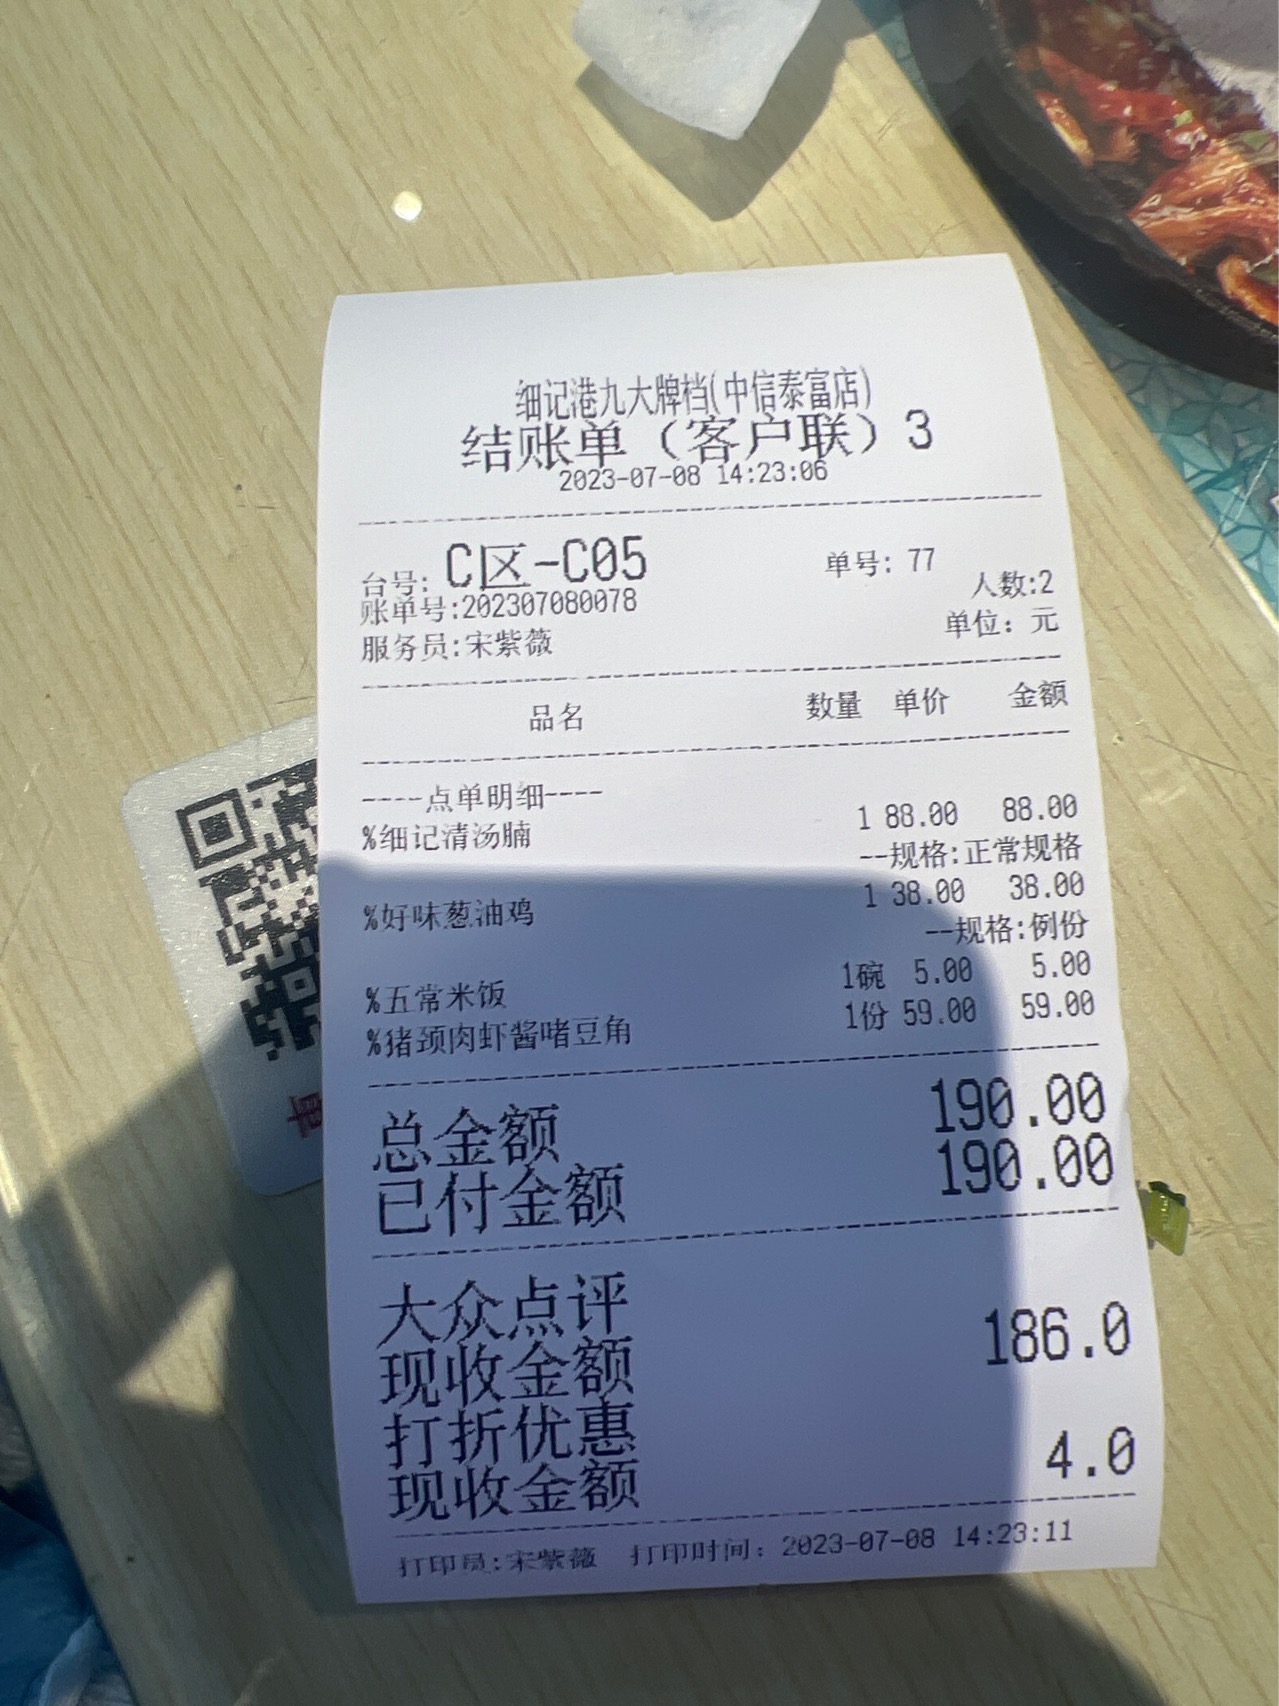 细记港九大牌档(中信泰富店)
结账单（客户联）3
2023-07-08 14:23:06
台号: C区-C05 单号: 77
人数:2
账单号:202307080078
单位: 元
服务员:宋紫薇
品名 数量 单价 金额
----点单明细----
%细记清汤腩 1 88.00 88.00
--规格:正常规格
%好味葱油鸡 1 38.00 38.00
--规格:例份
%五常米饭 1碗 5.00 5.00
%猪颈肉虾酱啫豆角 1份 59.00 59.00
总金额 190.00
已付金额 190.00
大众点评
现收金额 186.0
打折优惠
现收金额 4.0
打印员:宋紫薇 打印时间: 2023-07-08 14:23:11